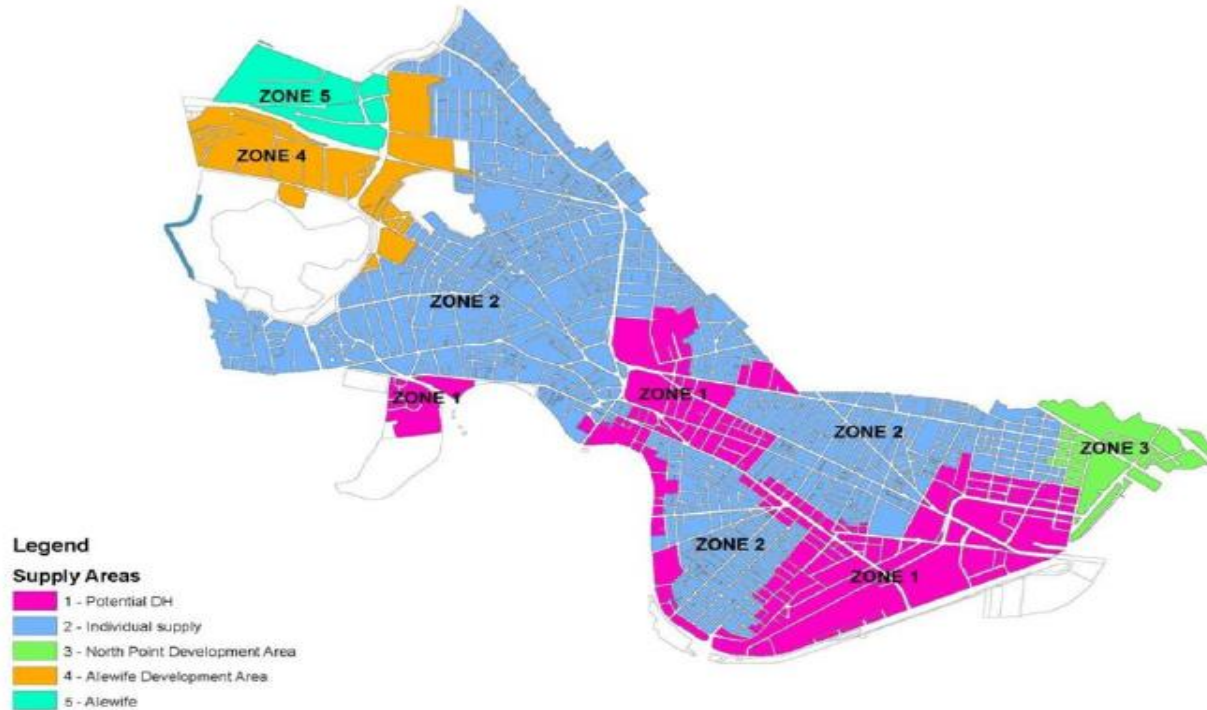 ZONE 5
ZONE 4
ZONE 2
ZONE 1
ZONE 1
ZONE 2
ZONE 3
ZONE 2
ZONE 1
Legend
Supply Areas
1 - Potential DH
2 - Individual supply
3 - North Point Development Area
4 - Alewife Development Area
5 - Alewife